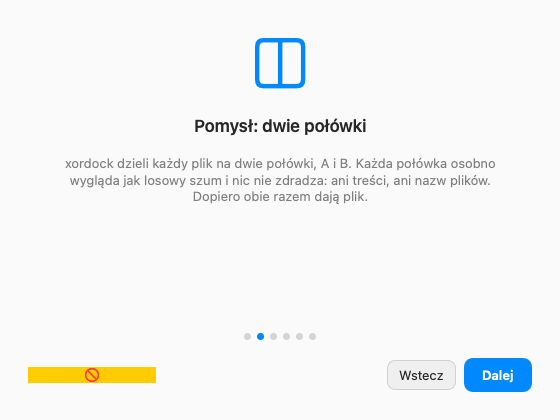 Pomysł: dwie połówki
xordock dzieli każdy plik na dwie połówki, A i B. Każda połówka osobno
wygląda jak losowy szum i nic nie zdradza: ani treści, ani nazw plików.
Dopiero obie razem dają plik.
Wstecz
Dalej